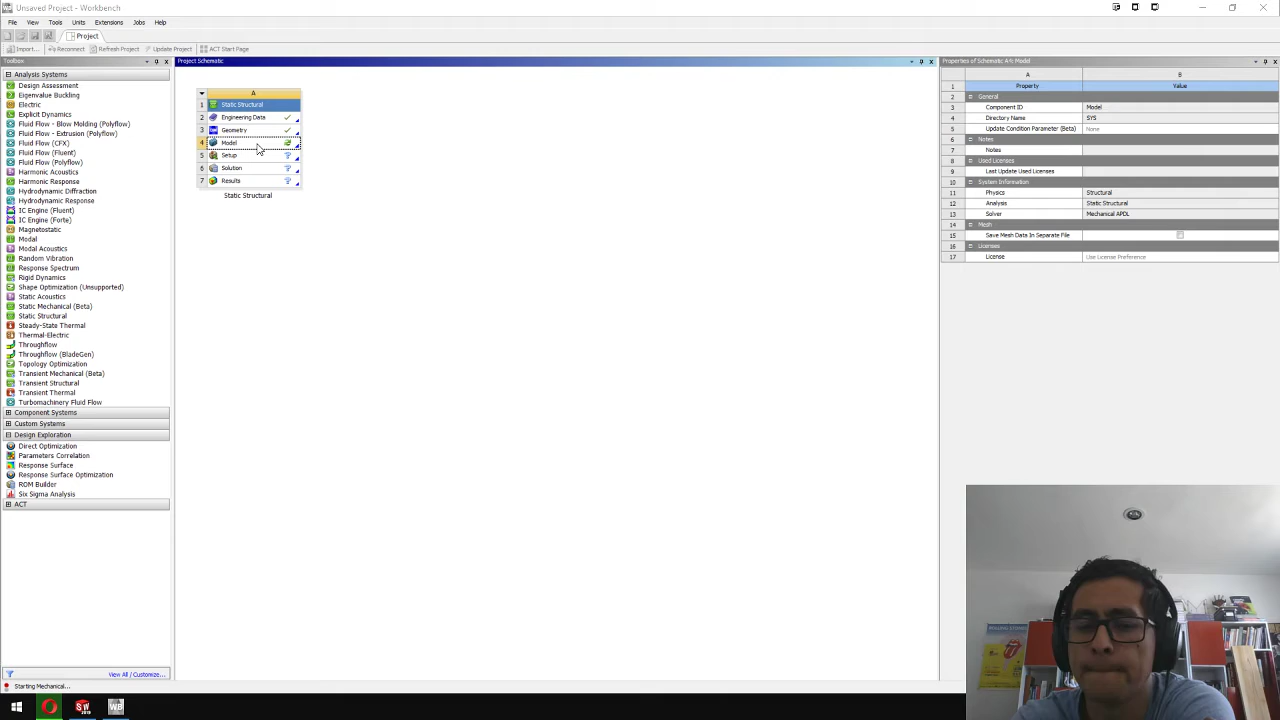 Unsaved Project - Workbench
File View Tools Units Extensions Jobs Help
Project
Import... Reconnect Refresh Project Update Project ACT Start Page
Toolbox
Analysis Systems
Design Assessment
Eigenvalue Buckling
Electric
Explicit Dynamics
Fluid Flow - Blow Molding (Polyflow)
Fluid Flow - Extrusion (Polyflow)
Fluid Flow (CFX)
Fluid Flow (Fluent)
Fluid Flow (Polyflow)
Harmonic Acoustics
Harmonic Response
Hydrodynamic Diffraction
Hydrodynamic Response
IC Engine (Fluent)
IC Engine (Forte)
Magnetostatic
Modal
Modal Acoustics
Random Vibration
Response Spectrum
Rigid Dynamics
Shape Optimization (Unsupported)
Static Acoustics
Static Mechanical (Beta)
Static Structural
Steady-State Thermal
Thermal-Electric
Throughflow
Throughflow (BladeGen)
Topology Optimization
Transient Mechanical (Beta)
Transient Structural
Transient Thermal
Turbomachinery Fluid Flow
Component Systems
Custom Systems
Design Exploration
Direct Optimization
Parameters Correlation
Response Surface
Response Surface Optimization
ROM Builder
Six Sigma Analysis
ACT
View All / Customize...
Starting Mechanical...
Project Schematic
A
1 Static Structural
2 Engineering Data
3 Geometry
4 Model
5 Setup
6 Solution
7 Results
Static Structural
Properties of Schematic A4: Model
A B
1 Property Value
2 General
3 Component ID Model
4 Directory Name SYS
5 Update Condition Parameter (Beta) None
6 Notes
7 Notes
8 Used Licenses
9 Last Update Used Licenses
10 System Information
11 Physics Structural
12 Analysis Static Structural
13 Solver Mechanical APDL
14 Mesh
15 Save Mesh Data In Separate File
16 Licenses
17 License Use License Preference
ROLLING STONES
SW
2019
WB